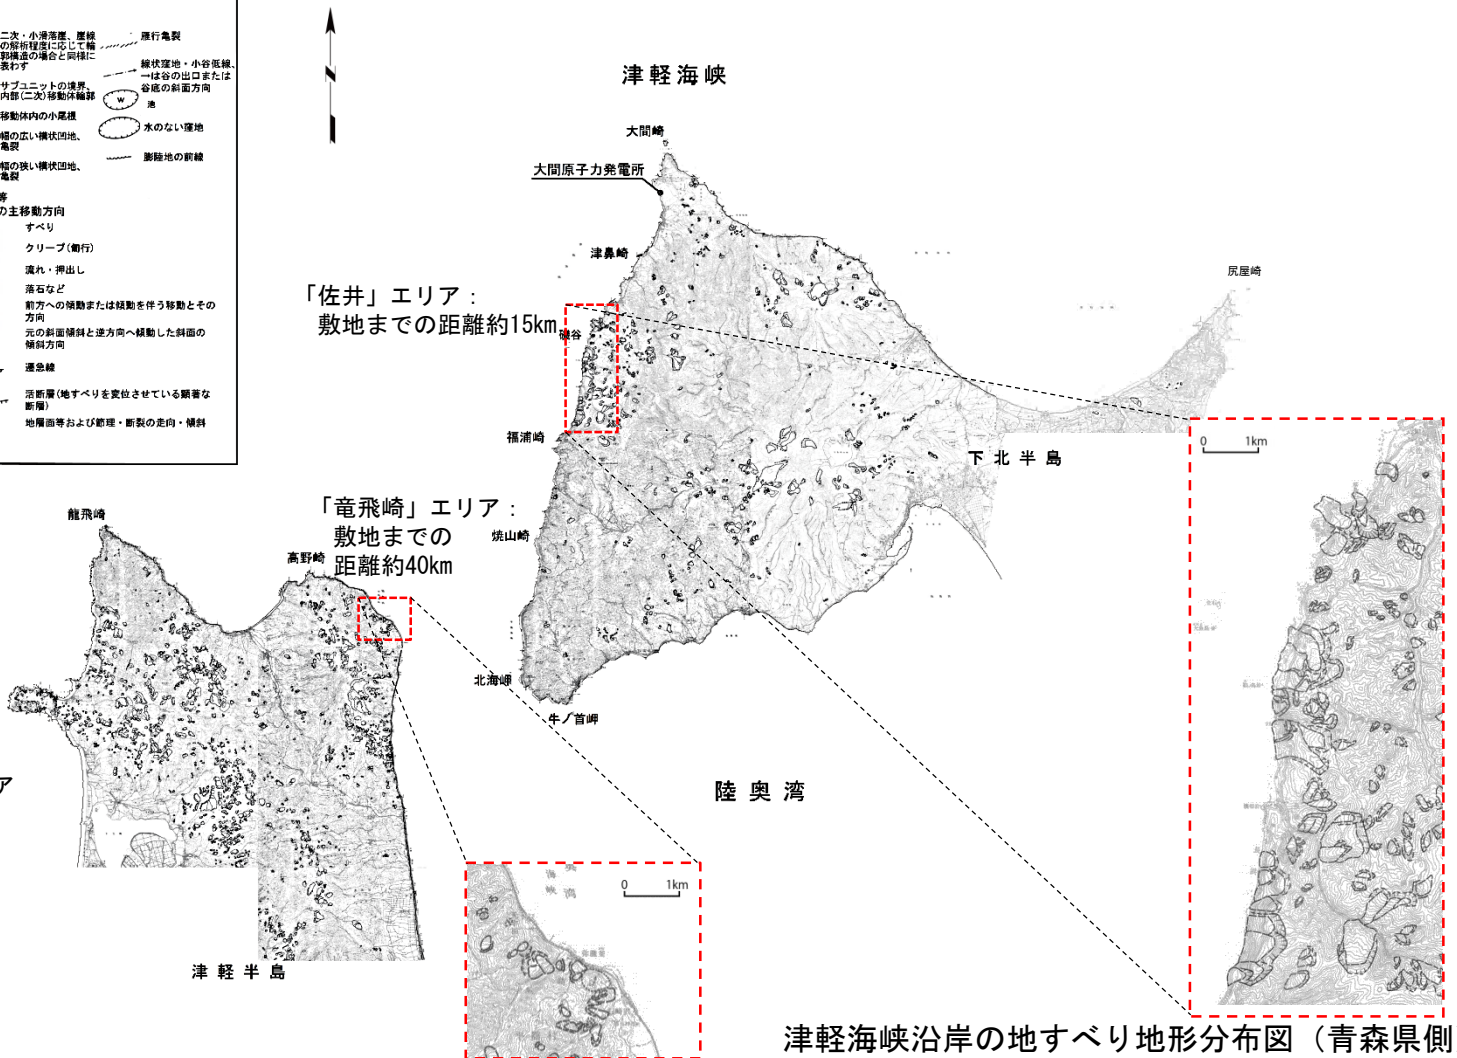 二次・小滑落崖、崖線
の解析程度に応じて輪
郭構造の場合と同様に
表わす
サブユニットの境界、
内部(二次)移動体輪郭
移動体内の小尾根
幅の広い横状凹地、
亀裂
幅の狭い横状凹地、
亀裂
雁行亀裂
線状窪地・小谷低線、
→は谷の出口または
谷底の斜面方向
W
池
水のない窪地
膨隆地の前線
等
の主移動方向
すべり
クリープ(匍行)
流れ・押出し
落石など
前方への傾動または傾動を伴う移動とその
方向
元の斜面傾斜と逆方向へ傾動した斜面の
傾斜方向
遷急線
活断層(地すべりを変位させている顕著な
断層)
地層面等および節理・断裂の走向・傾斜
N
津軽海峡
大間崎
大間原子力発電所
津鼻崎
尻屋崎
「佐井」エリア：
敷地までの距離約15km
磯谷
福浦崎
下北半島
0 1km
「竜飛崎」エリア：
敷地までの
距離約40km
龍飛崎
高野崎
焼山崎
北海岬
牛ノ首岬
ア
陸奥湾
0 1km
津軽半島
津軽海峡沿岸の地すべり地形分布図（青森県側